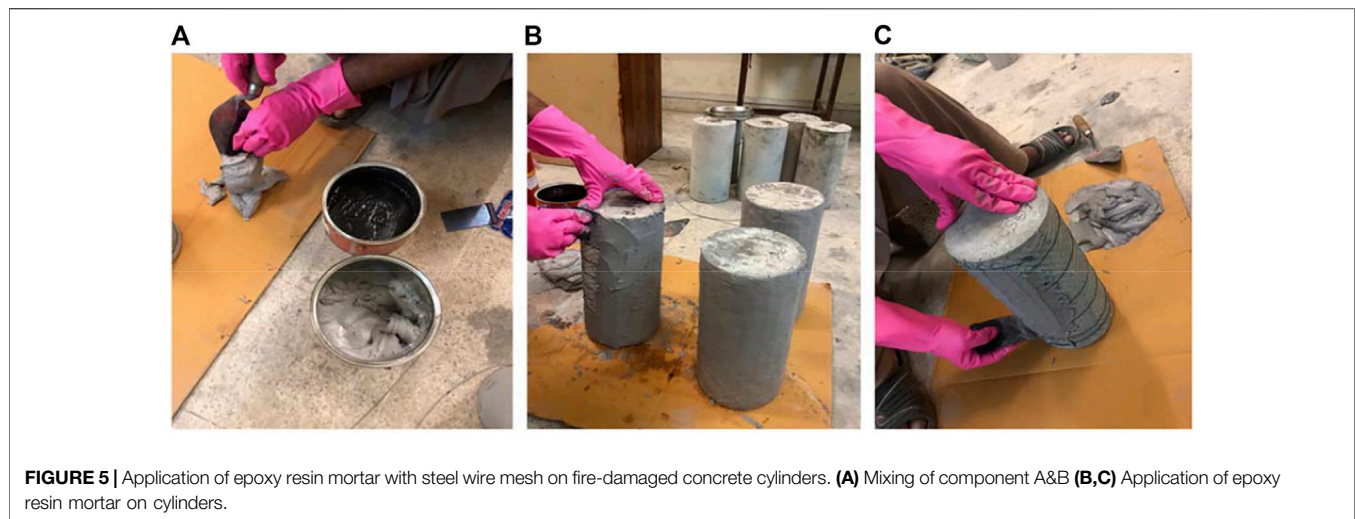 A
B
C
FIGURE 5 | Application of epoxy resin mortar with steel wire mesh on fire-damaged concrete cylinders. (A) Mixing of component A&B (B,C) Application of epoxy
resin mortar on cylinders.